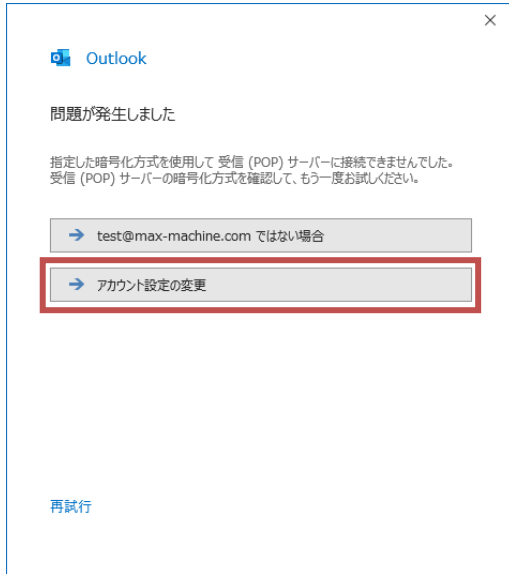 Outlook
問題が発生しました
指定した暗号化方式を使用して 受信 (POP) サーバーに接続できませんでした。
受信 (POP) サーバーの暗号化方式を確認して、もう一度お試しください。
test@max-machine.com ではない場合
アカウント設定の変更
再試行